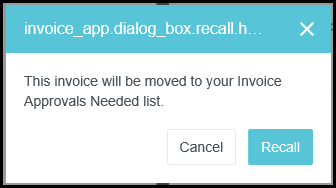 invoice_app.dialog_box.recall.h...
This invoice will be moved to your Invoice
Approvals Needed list.
Cancel
Recall